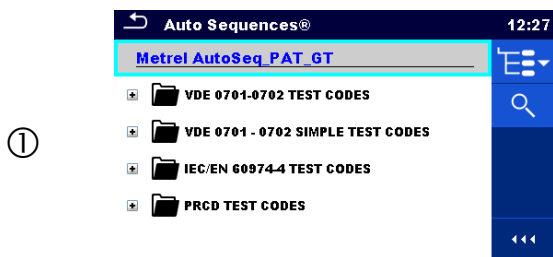 Auto Sequences® 12:27
Metrel AutoSeq_PAT_GT
VDE 0701-0702 TEST CODES
VDE 0701 - 0702 SIMPLE TEST CODES
①
IEC/EN 60974-4 TEST CODES
PRCD TEST CODES